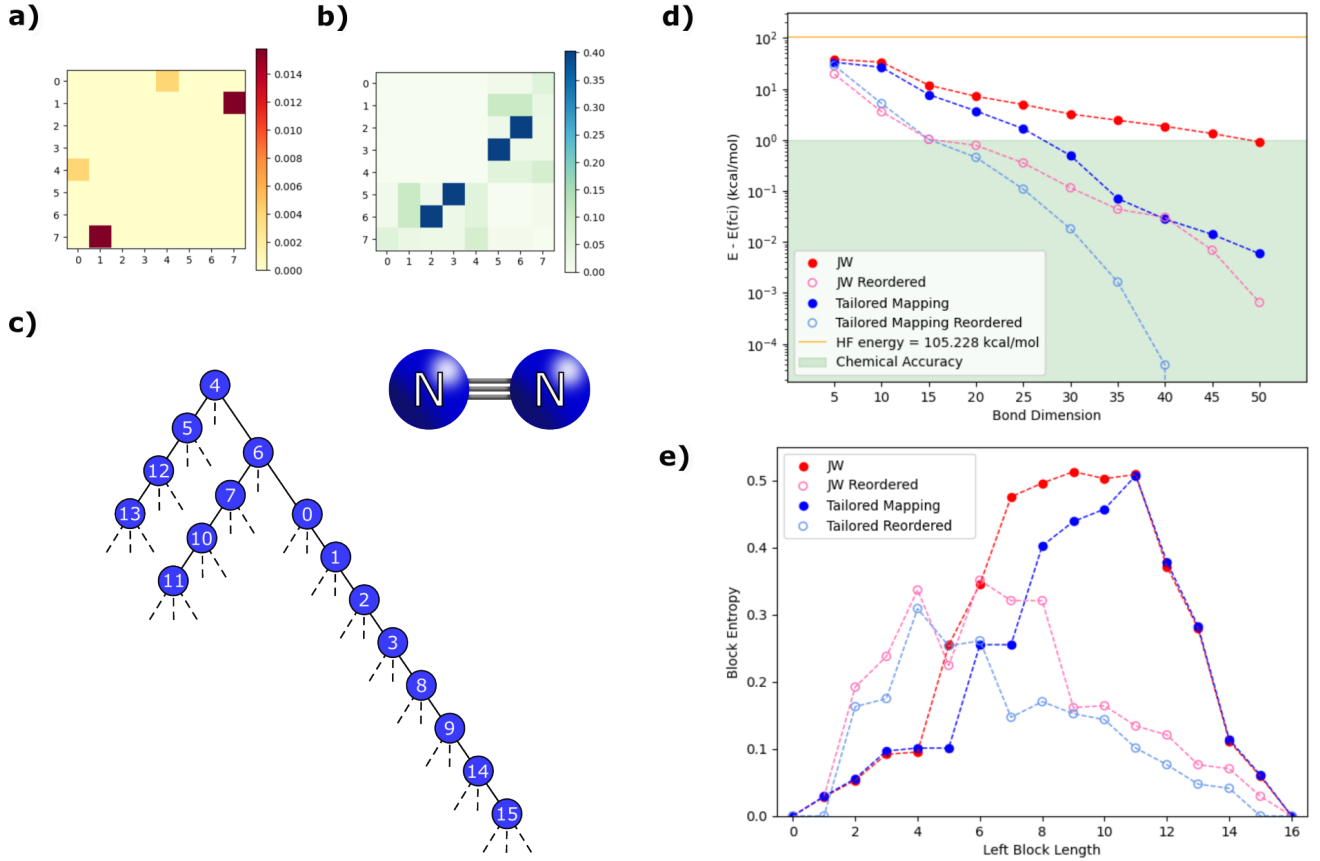 a)
0.014
0.012
0.010
0.008
0.006
0.004
0.002
0.000
0
1
2
3
4
5
6
7
0 1 2 3 4 5 6 7
b)
0.40
0.35
0.30
0.25
0.20
0.15
0.10
0.05
0.00
0
1
2
3
4
5
6
7
0 1 2 3 4 5 6 7
c)
4
5
6
12
7
13
0
10
1
11
2
3
8
9
14
15
N N
d)
E - E(fci) (kcal/mol)
10²
10¹
10⁰
10⁻¹
10⁻²
10⁻³
10⁻⁴
JW
JW Reordered
Tailored Mapping
Tailored Mapping Reordered
HF energy = 105.228 kcal/mol
Chemical Accuracy
5 10 15 20 25 30 35 40 45 50
Bond Dimension
e)
Block Entropy
0.5
0.4
0.3
0.2
0.1
0.0
JW
JW Reordered
Tailored Mapping
Tailored Reordered
0 2 4 6 8 10 12 14 16
Left Block Length